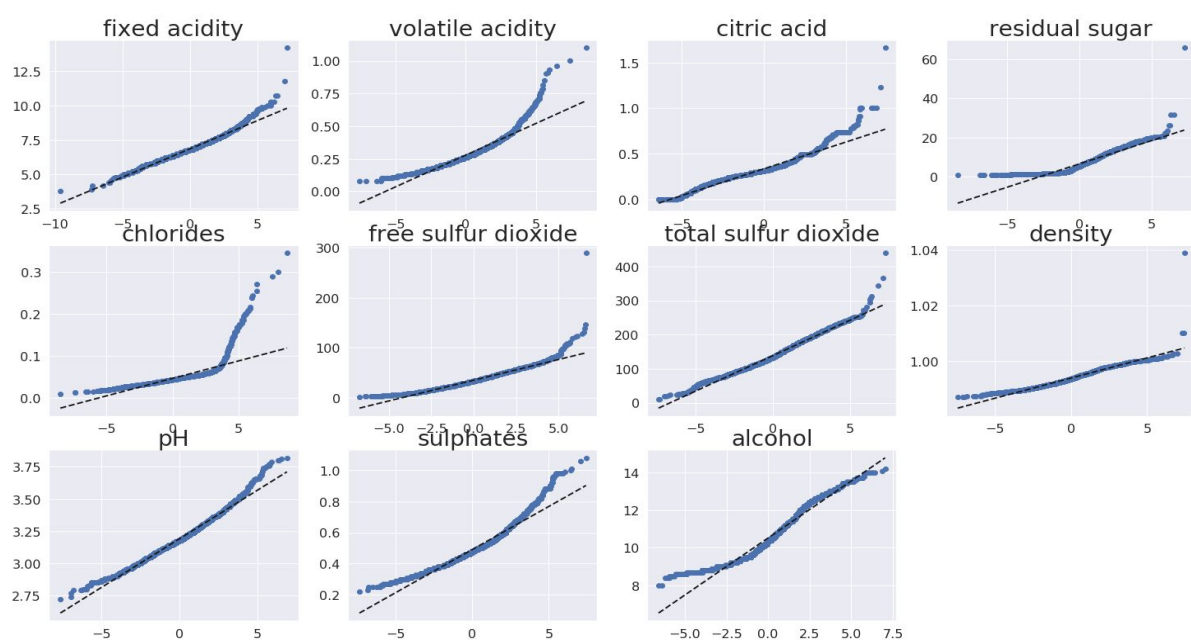 fixed acidity
12.5
10.0
7.5
5.0
2.5
−10 −5 0 5
volatile acidity
1.00
0.75
0.50
0.25
0.00
−5 0 5
citric acid
1.5
1.0
0.5
0.0
−5 0 5
residual sugar
60
40
20
0
−5 0 5
chlorides
0.3
0.2
0.1
0.0
−5 0 5
free sulfur dioxide
300
200
100
0
−5.0 −2.5 0.0 2.5 5.0
total sulfur dioxide
400
300
200
100
0
−5 0 5
density
1.04
1.02
1.00
−5 0 5
pH
3.75
3.50
3.25
3.00
2.75
−5 0 5
sulphates
1.0
0.8
0.6
0.4
0.2
−5 0 5
alcohol
14
12
10
8
−5.0 −2.5 0.0 2.5 5.0 7.5